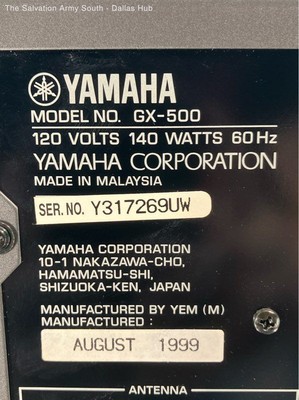 The Salvation Army South - Dallas Hub
YAMAHA
MODEL NO. GX-500
120 VOLTS 140 WATTS 60Hz
YAMAHA CORPORATION
MADE IN MALAYSIA
SER. NO. Y317269UW
YAMAHA CORPORATION
10-1 NAKAZAWA-CHO,
HAMAMATSU-SHI,
SHIZUOKA-KEN, JAPAN
MANUFACTURED BY YEM (M)
MANUFACTURED :
AUGUST 1999
ANTENNA